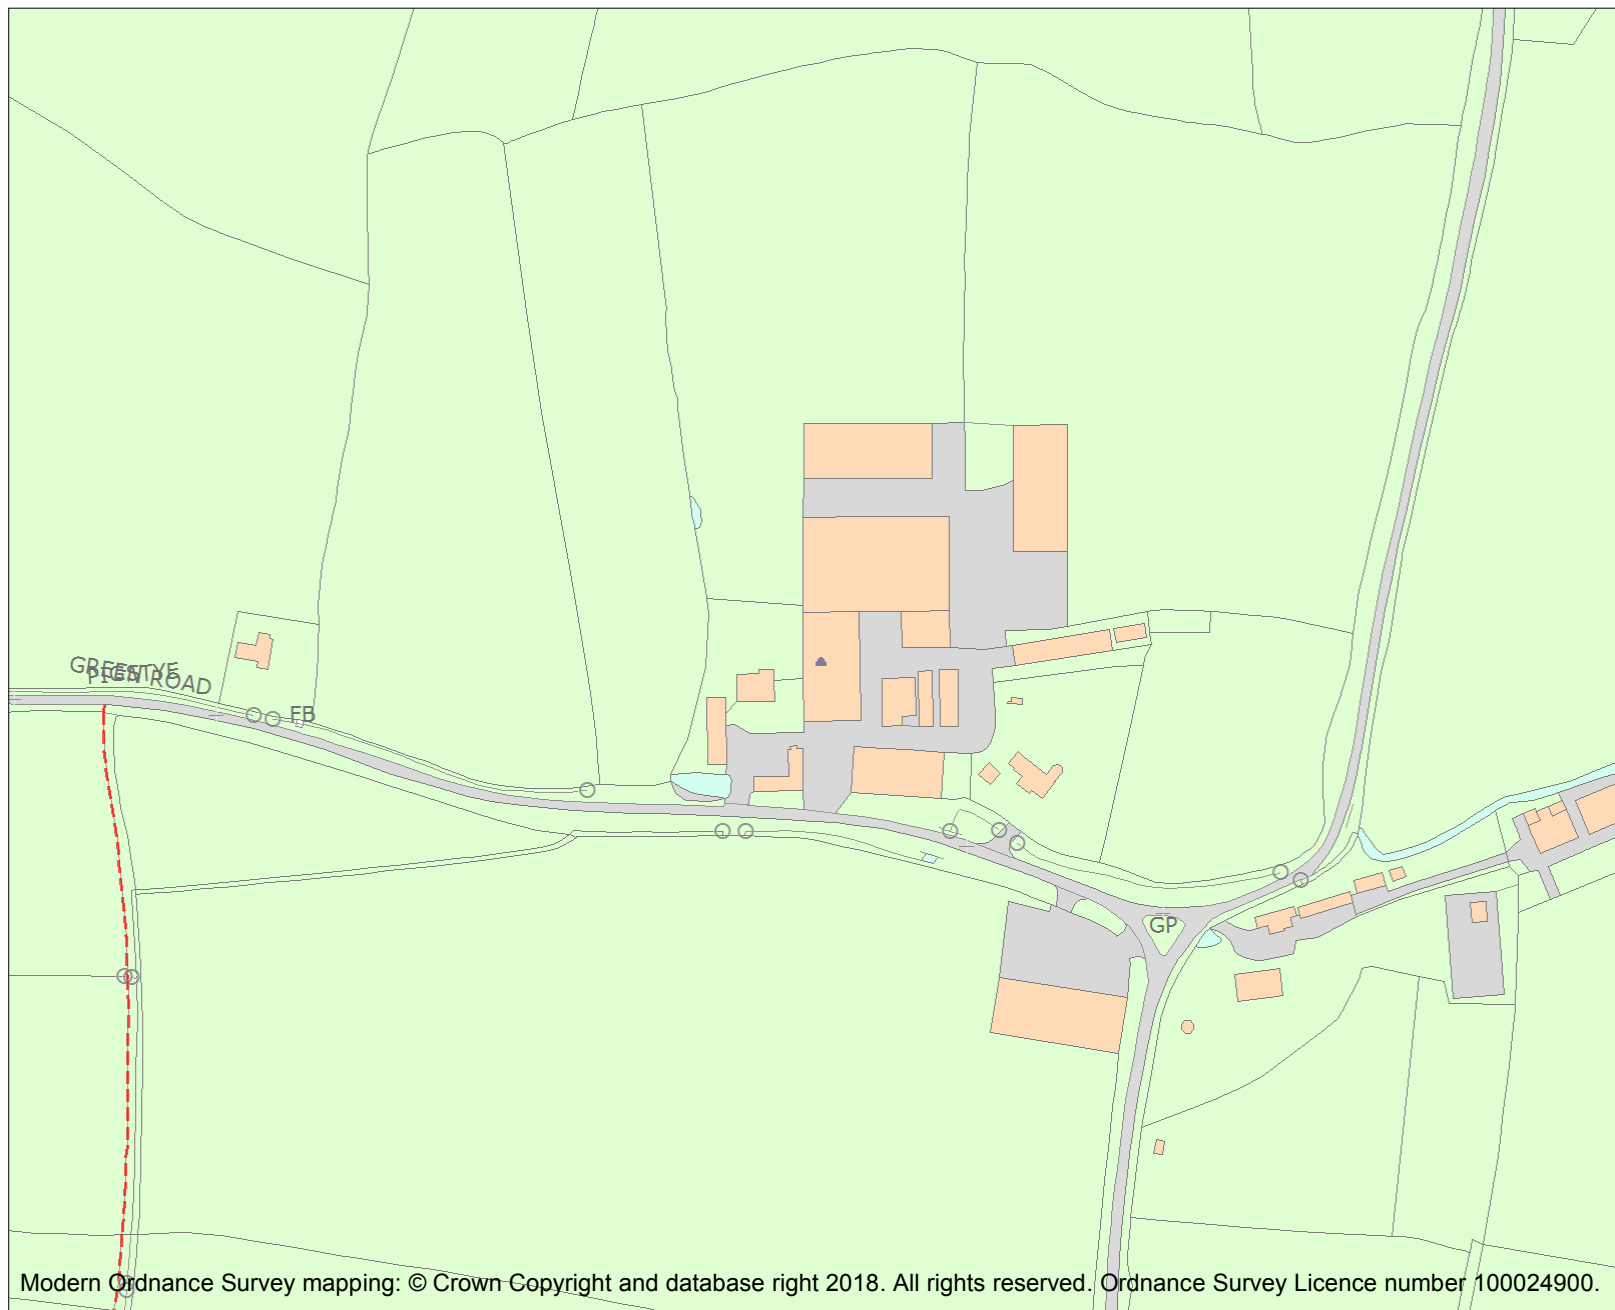 ROAD
FB
GP
Modern Ordnance Survey mapping: © Crown Copyright and database right 2018. All rights reserved. Ordnance Survey Licence number 100024900.